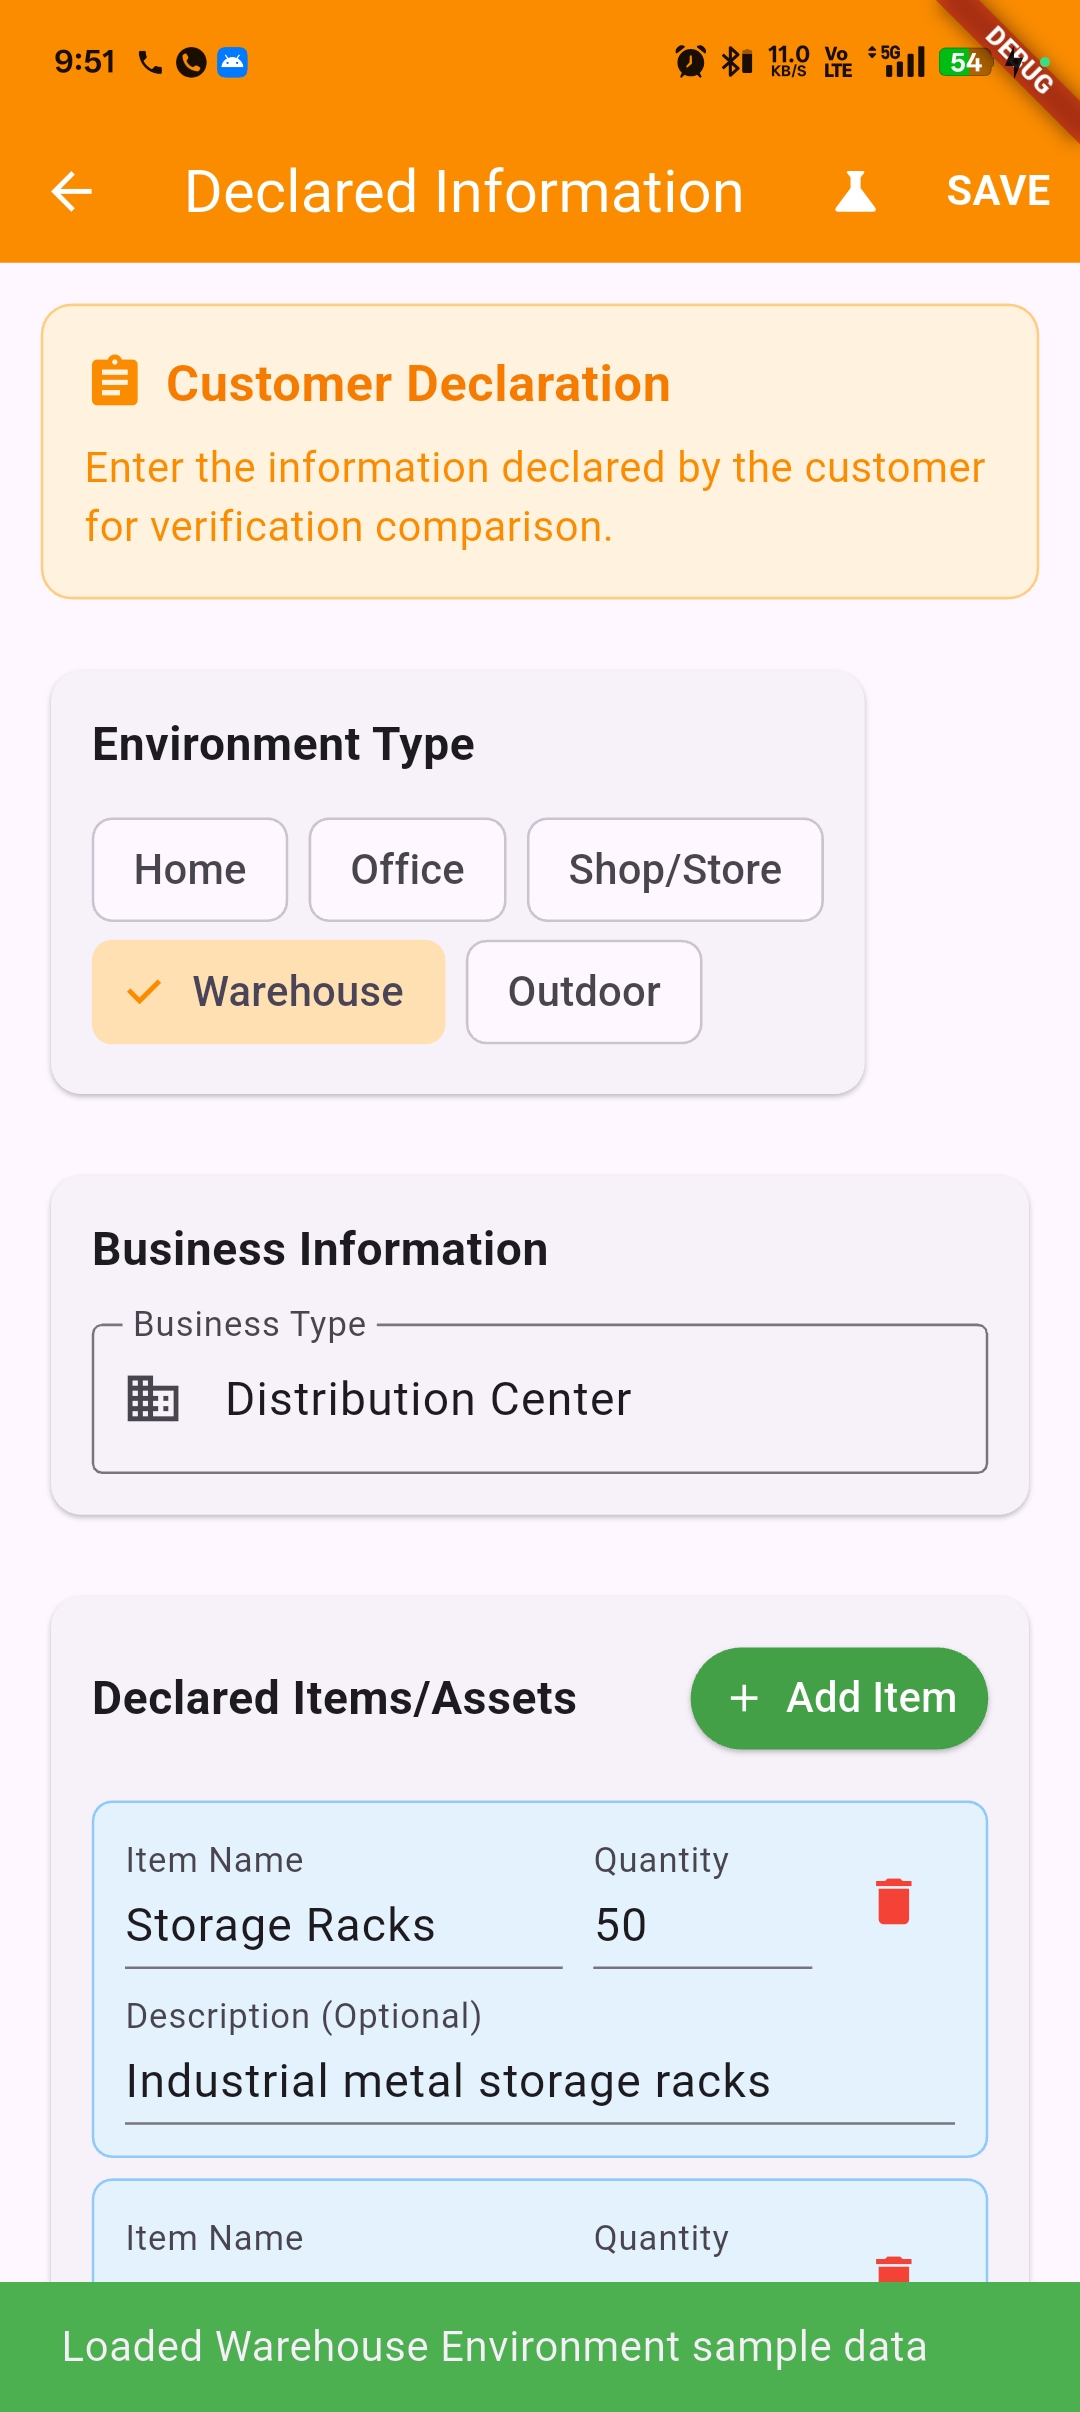 9:51
11.0 KB/S
Vo LTE
5G
54
DEBUG
Declared Information
SAVE
Customer Declaration
Enter the information declared by the customer
for verification comparison.
Environment Type
Home
Office
Shop/Store
Warehouse
Outdoor
Business Information
Business Type
Distribution Center
Declared Items/Assets
+ Add Item
Item Name
Quantity
Storage Racks
50
Description (Optional)
Industrial metal storage racks
Item Name
Quantity
Loaded Warehouse Environment sample data